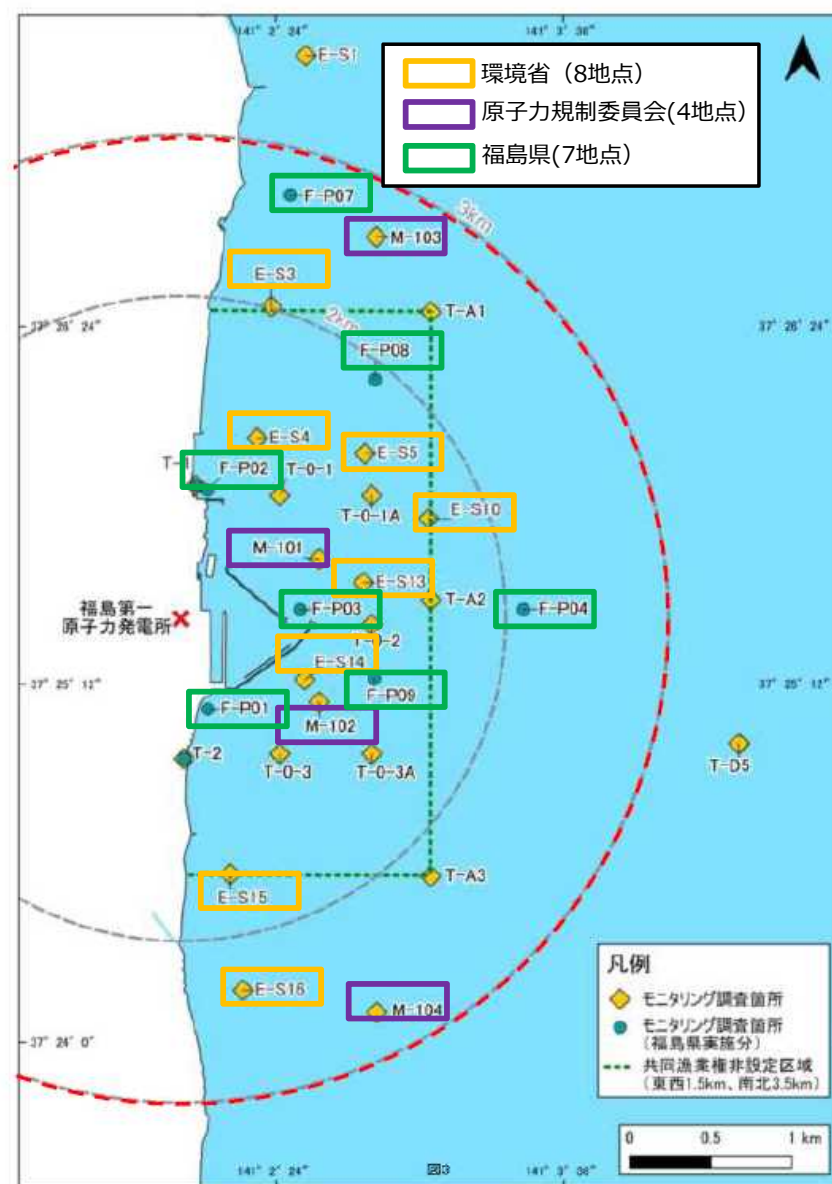 141° 2' 24"
141° 3' 36"
E-S1
環境省（8地点）
原子力規制委員会(4地点）
福島県(7地点）
F-P07
3km
M-103
E-S3
T-A1
37° 26' 24"
37° 26' 24"
2km
F-P08
E-S4
E-S5
T-1
F-P02
T-0-1
T-0-1A
E-S10
M-101
E-S13
T-A2
福島第一
原子力発電所
F-P03
F-P04
T-0-2
E-S14
37° 25' 12"
37° 25' 12"
F-P09
F-P01
M-102
T-2
T-0-3
T-0-3A
T-D5
T-A3
E-S15
凡例
E-S16
モニタリング調査箇所
M-104
モニタリング調査箇所
（福島県実施分）
37° 24' 0"
共同漁業権非設定区域
（東西1.5km、南北3.5km）
0 0.5 1 km
141° 2' 24"
図3
141° 3' 36"